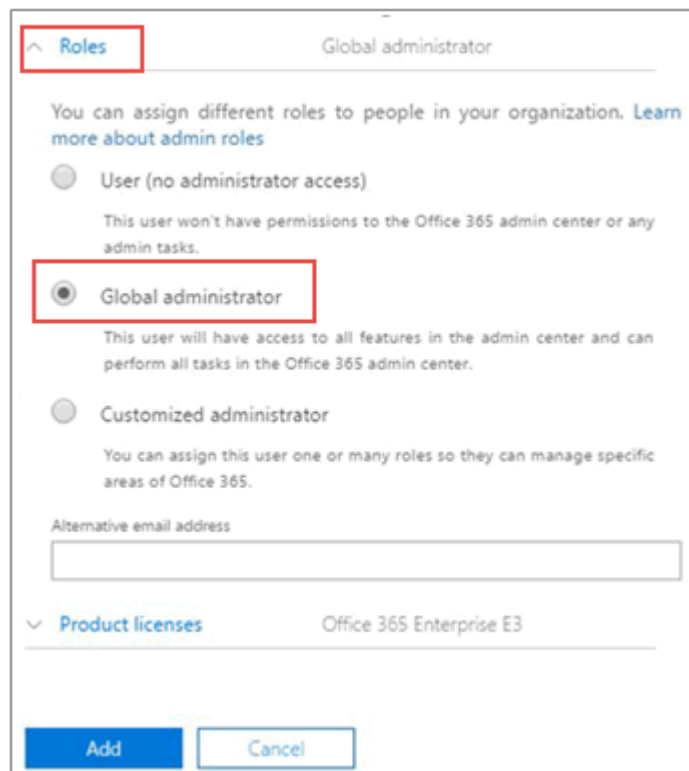 Roles Global administrator
You can assign different roles to people in your organization. Learn
more about admin roles
User (no administrator access)
This user won't have permissions to the Office 365 admin center or any
admin tasks.
Global administrator
This user will have access to all features in the admin center and can
perform all tasks in the Office 365 admin center.
Customized administrator
You can assign this user one or many roles so they can manage specific
areas of Office 365.
Alternative email address
Product licenses Office 365 Enterprise E3
Add Cancel